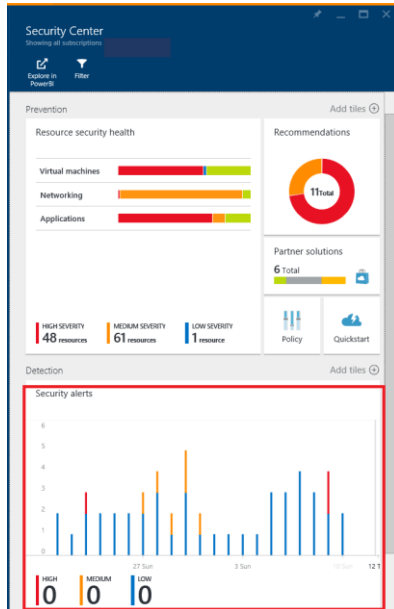 Security Center
Showing all subscriptions
Explore in PowerBI
Filter
Prevention
Add tiles
Resource security health
Virtual machines
Networking
Applications
HIGH SEVERITY
48 resources
MEDIUM SEVERITY
61 resources
LOW SEVERITY
1 resource
Recommendations
11 Total
Partner solutions
6 Total
Policy
Quickstart
Detection
Add tiles
Security alerts
6
5
4
3
2
1
0
27 Sun
3 Sun
10 Sun
12 T
HIGH
0
MEDIUM
0
LOW
0